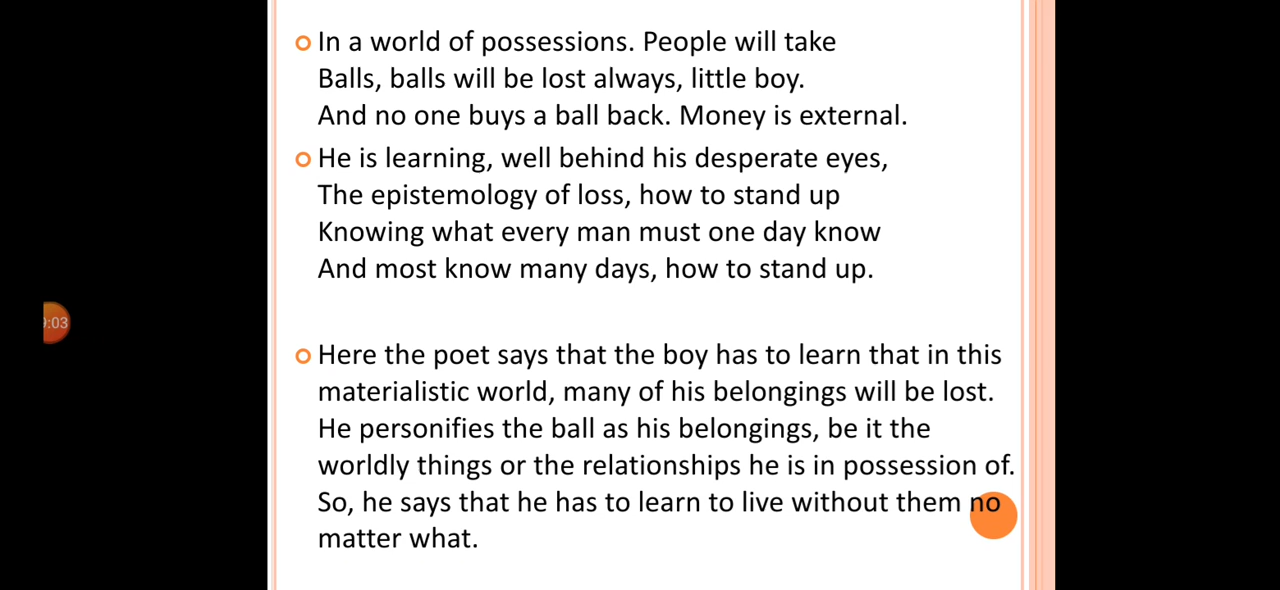 In a world of possessions. People will take
Balls, balls will be lost always, little boy.
And no one buys a ball back. Money is external.
He is learning, well behind his desperate eyes,
The epistemology of loss, how to stand up
Knowing what every man must one day know
And most know many days, how to stand up.
:03
Here the poet says that the boy has to learn that in this
materialistic world, many of his belongings will be lost.
He personifies the ball as his belongings, be it the
worldly things or the relationships he is in possession of.
So, he says that he has to learn to live without them no
matter what.